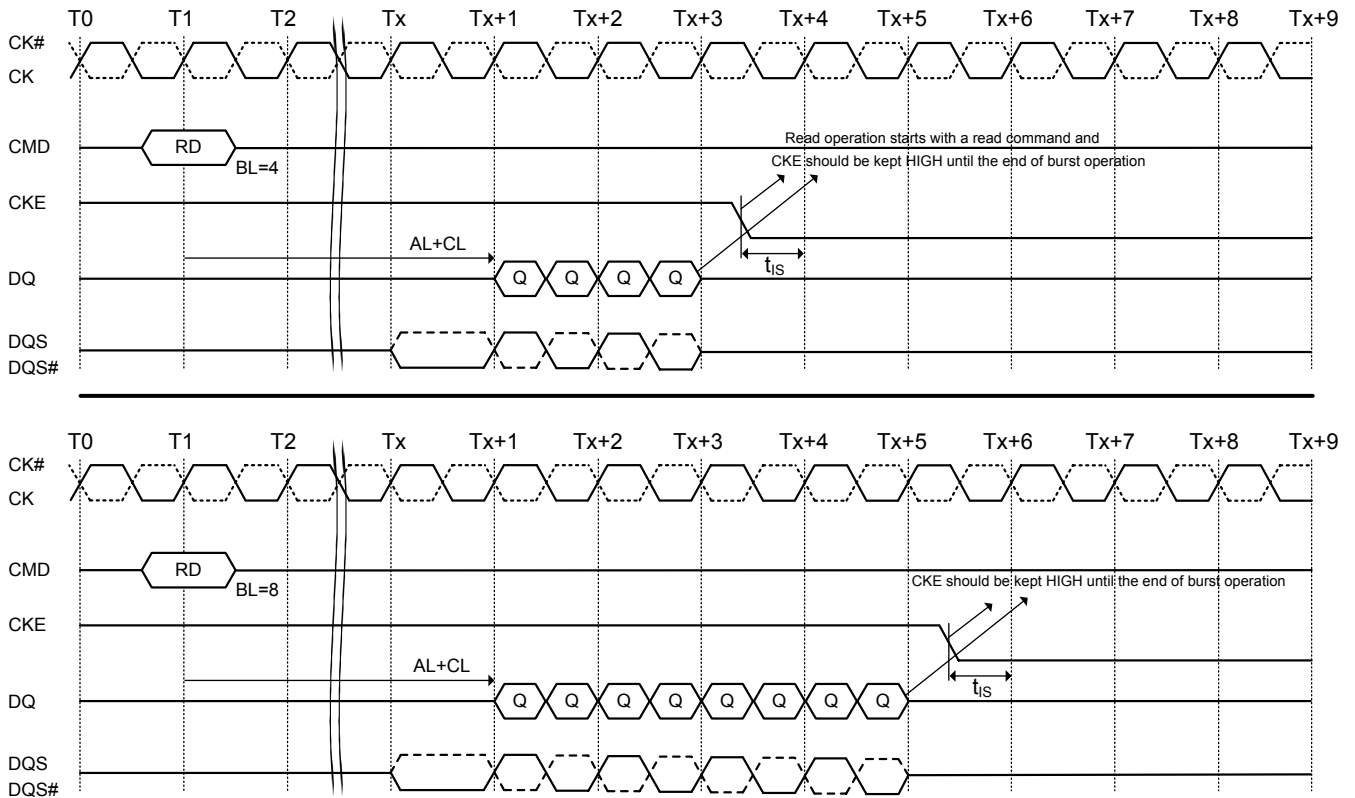 T0 T1 T2 Tx Tx+1 Tx+2 Tx+3 Tx+4 Tx+5 Tx+6 Tx+7 Tx+8 Tx+9
CK#
CK
CMD RD BL=4
Read operation starts with a read command and
CKE should be kept HIGH until the end of burst operation
CKE
AL+CL
tIS
DQ Q Q Q Q
DQS
DQS#
T0 T1 T2 Tx Tx+1 Tx+2 Tx+3 Tx+4 Tx+5 Tx+6 Tx+7 Tx+8 Tx+9
CK#
CK
CMD RD BL=8
CKE should be kept HIGH until the end of burst operation
CKE
AL+CL
tIS
DQ Q Q Q Q Q Q Q Q
DQS
DQS#